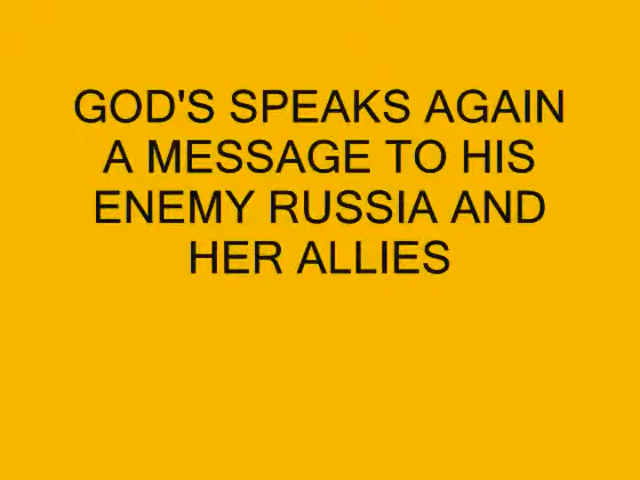 GOD'S SPEAKS AGAIN
A MESSAGE TO HIS
ENEMY RUSSIA AND
HER ALLIES